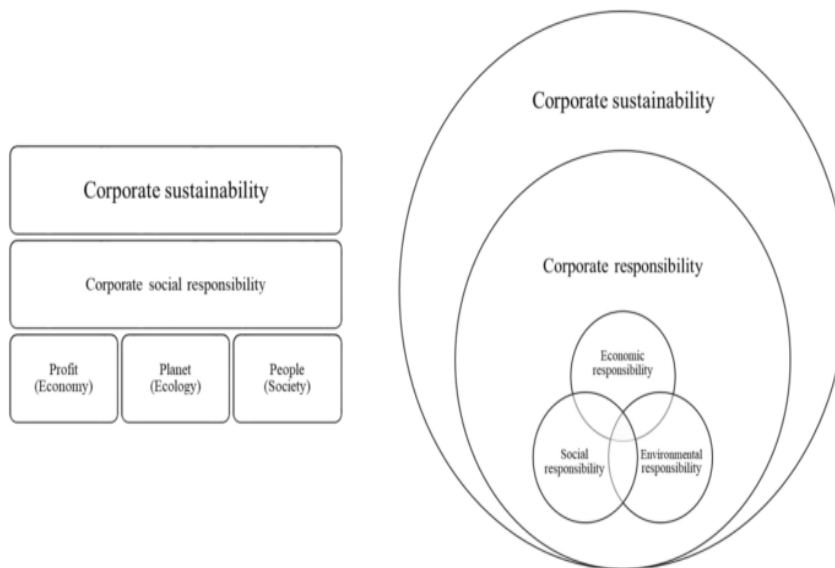 Corporate sustainability
Corporate social responsibility
Profit
(Economy)
Planet
(Ecology)
People
(Society)
Corporate sustainability
Corporate responsibility
Economic
responsibility
Social
responsibility
Environmental
responsibility